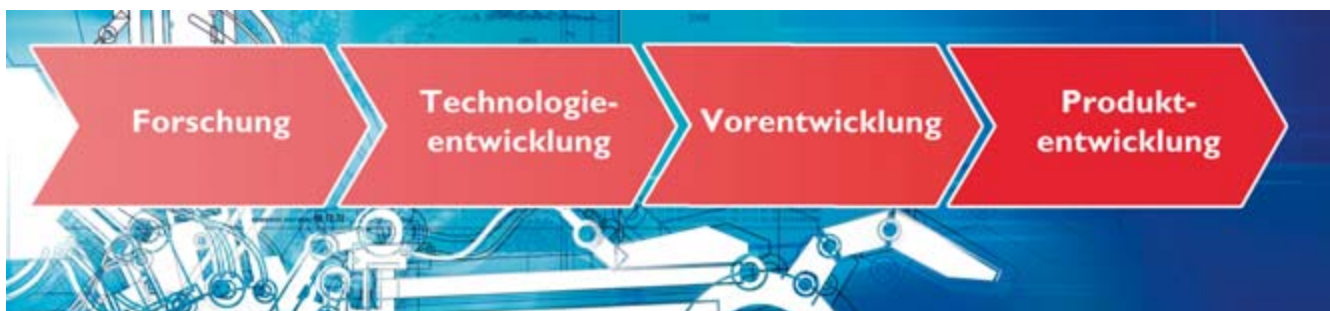 Forschung
Technologie-
entwicklung
Vorentwicklung
Produkt-
entwicklung